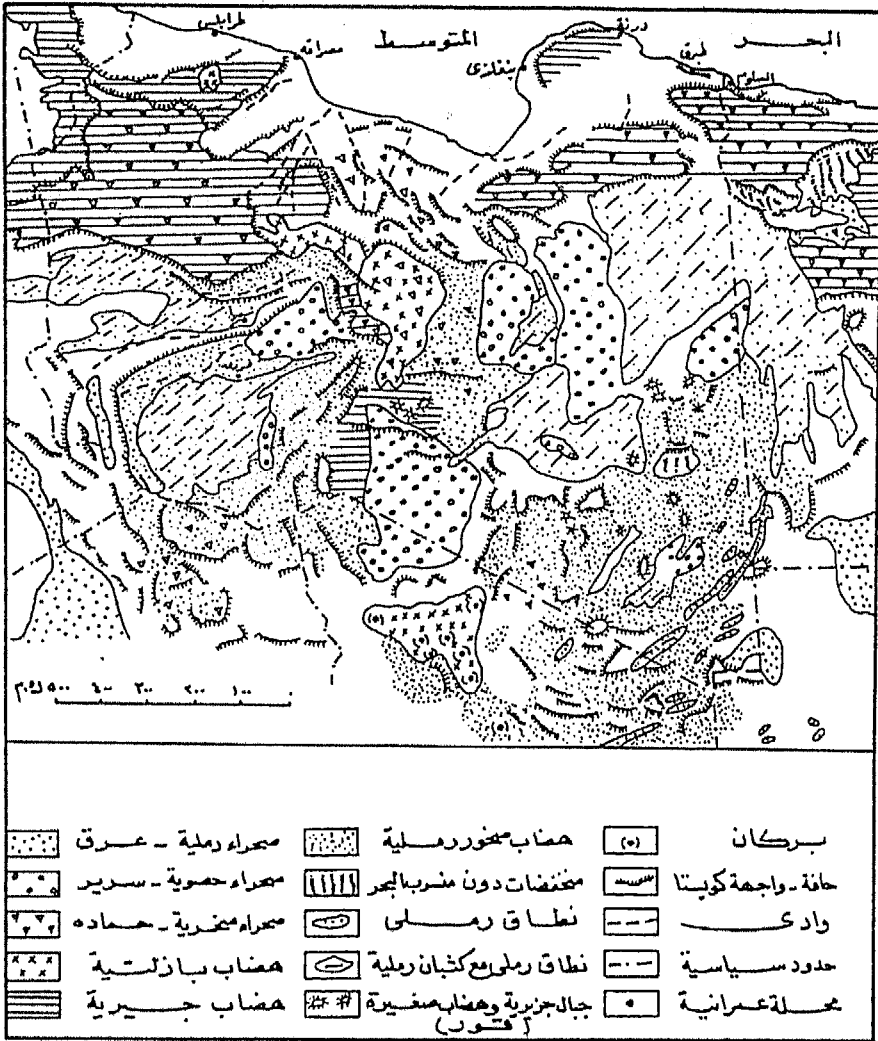 البحر
المتوسط
طرابلس
مصراته
درنة
بنغازى
طبرق
السلوم
٥٠٠ ٤٠٠ ٣٠٠ ٢٠٠ ١٠٠ ك.م
بركان
هضاب صخور رملية
صحراء رملية - عرق
حافة - واجهة كويستا
منخفضات دون منسوب البحر
صحراء حصوية - سرير
وادى
نطاق رملى
صحراء صخرية - حماده
حدود سياسية
نطاق رملى مع كثبان رملية
هضاب بازلتية
محلة عمرانية
جبال جزيرية وهضاب صغيرة
(قور)
هضاب جيرية